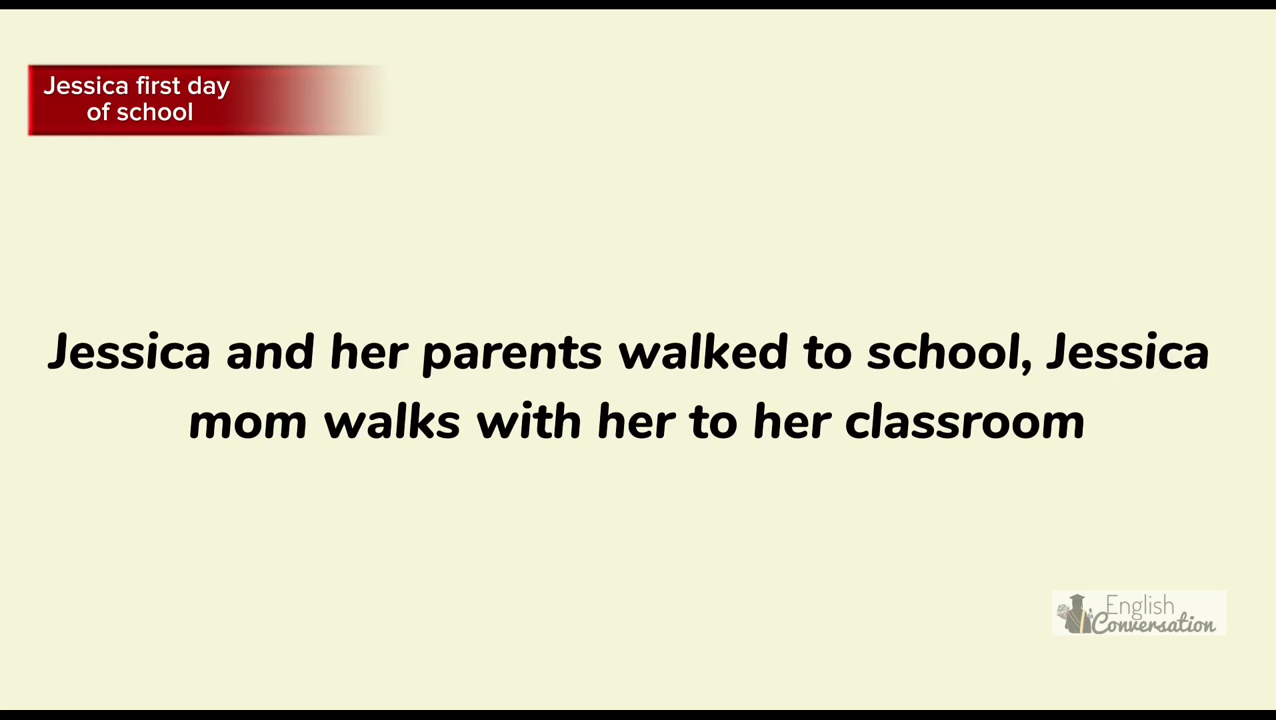 Jessica first day
of school
Jessica and her parents walked to school, Jessica
mom walks with her to her classroom
English
Conversation